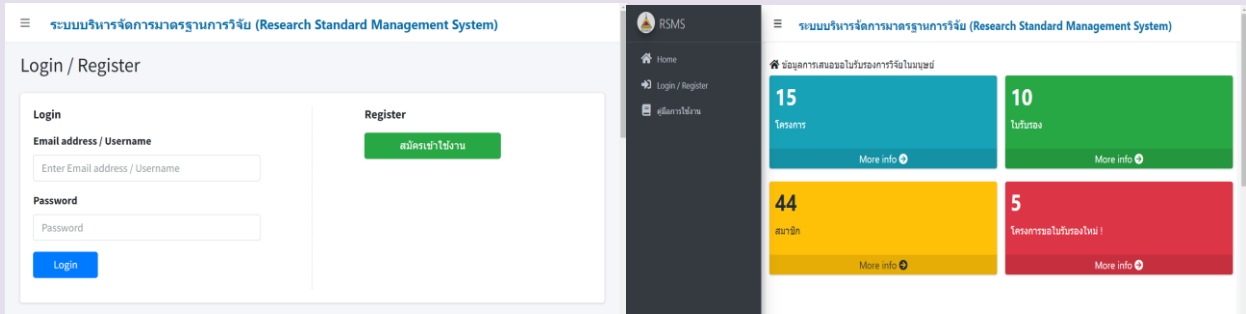 ระบบบริหารจัดการมาตรฐานการวิจัย (Research Standard Management System)
Login / Register
Login
Email address / Username
Enter Email address / Username
Password
Password
Login
Register
สมัครเข้าใช้งาน
RSMS
Home
Login / Register
คู่มือการใช้งาน
ระบบบริหารจัดการมาตรฐานการวิจัย (Research Standard Management System)
ข้อมูลการเสนอขอใบรับรองการวิจัยในมนุษย์
15
โครงการ
More info
10
ใบรับรอง
More info
44
สมาชิก
More info
5
โครงการขอใบรับรองใหม่ !
More info